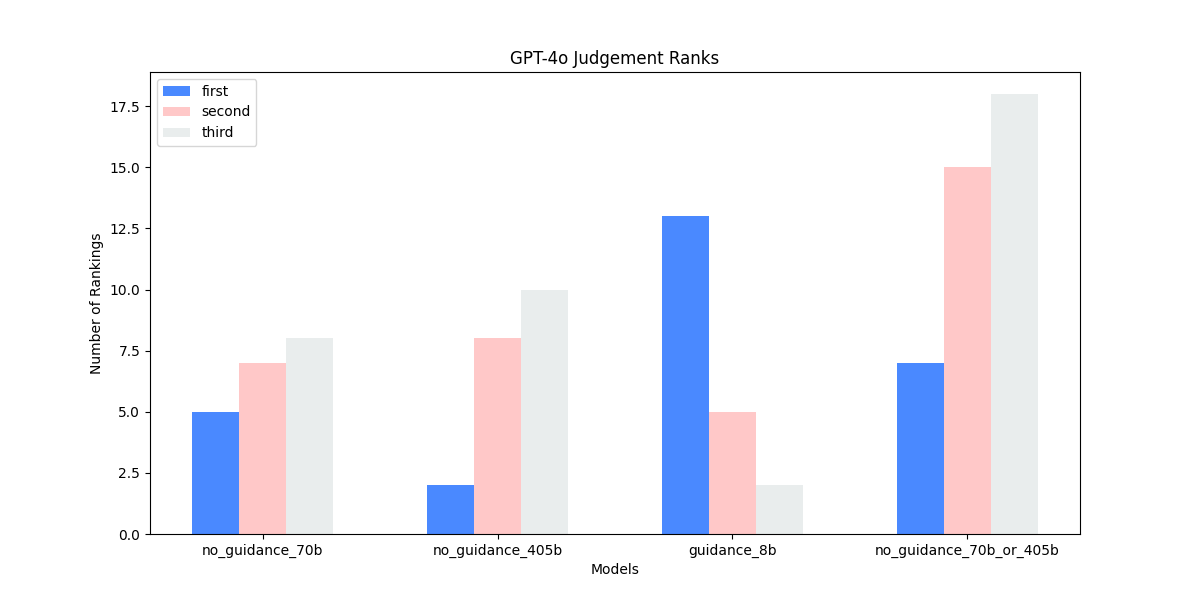 GPT-4o Judgement Ranks
first
second
third
17.5
15.0
12.5
10.0
7.5
5.0
2.5
0.0
Number of Rankings
no_guidance_70b
no_guidance_405b
guidance_8b
no_guidance_70b_or_405b
Models